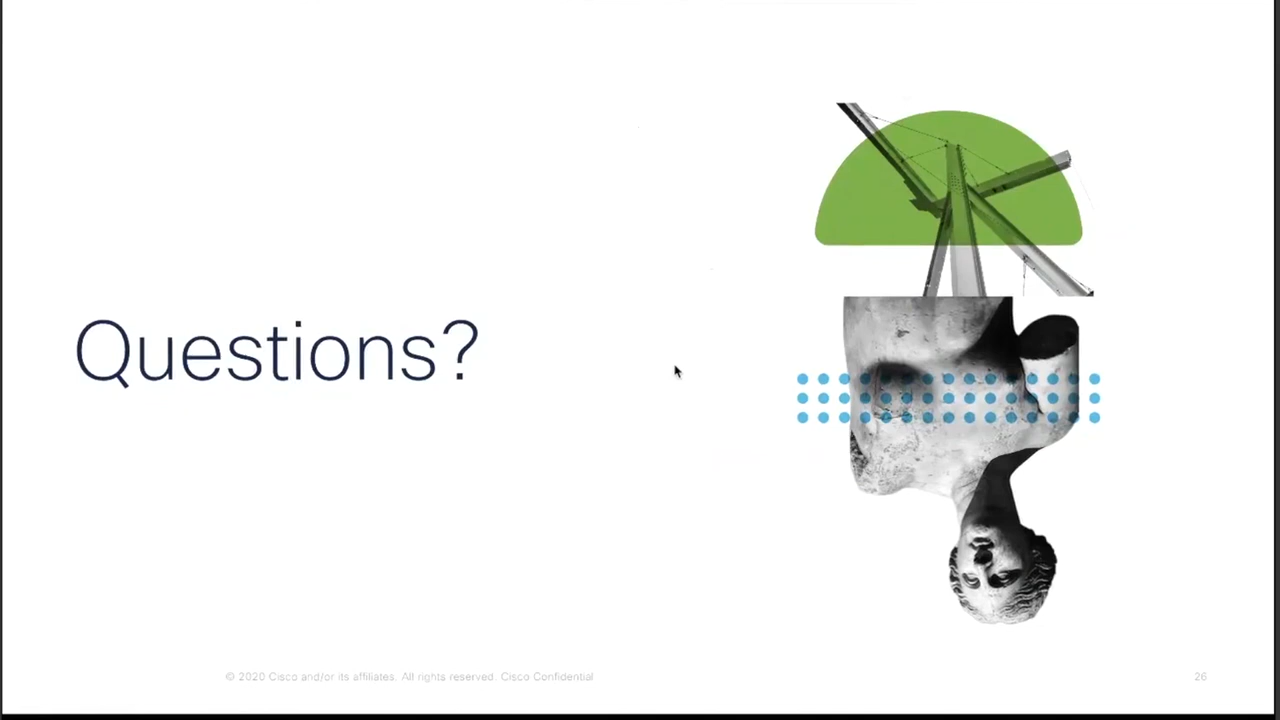 Questions?
© 2020 Cisco and/or its affiliates. All rights reserved. Cisco Confidential
26